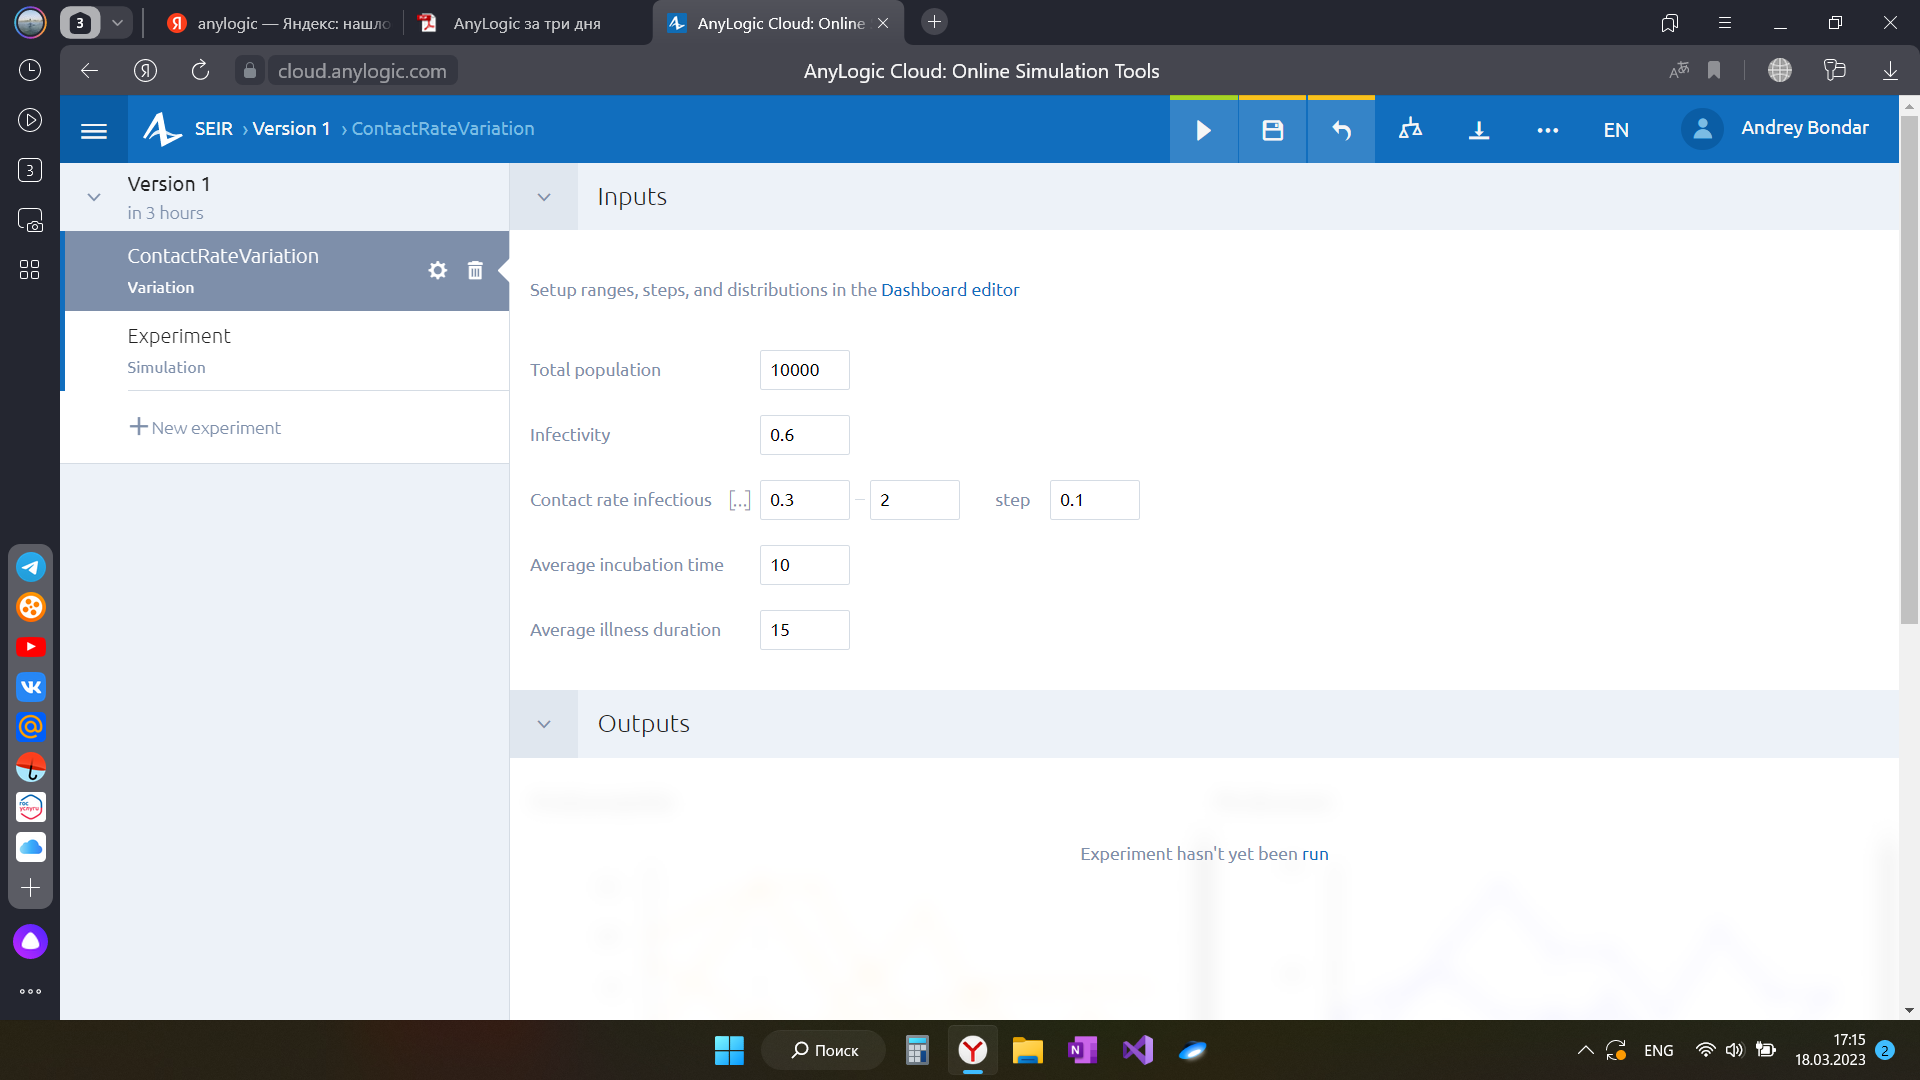 3
anylogic — Яндекс: нашло
AnyLogic за три дня
AnyLogic Cloud: Online
Я
cloud.anylogic.com
AnyLogic Cloud: Online Simulation Tools
SEIR › Version 1 › ContactRateVariation
EN
Andrey Bondar
3
Version 1
in 3 hours
ContactRateVariation
Variation
Experiment
Simulation
New experiment
Inputs
Setup ranges, steps, and distributions in the Dashboard editor
Total population 10000
Infectivity 0.6
Contact rate infectious [...] 0.3 – 2 step 0.1
Average incubation time 10
Average illness duration 15
Outputs
Experiment hasn't yet been run
гос
услуги
Поиск
ENG
17:15
18.03.2023
2